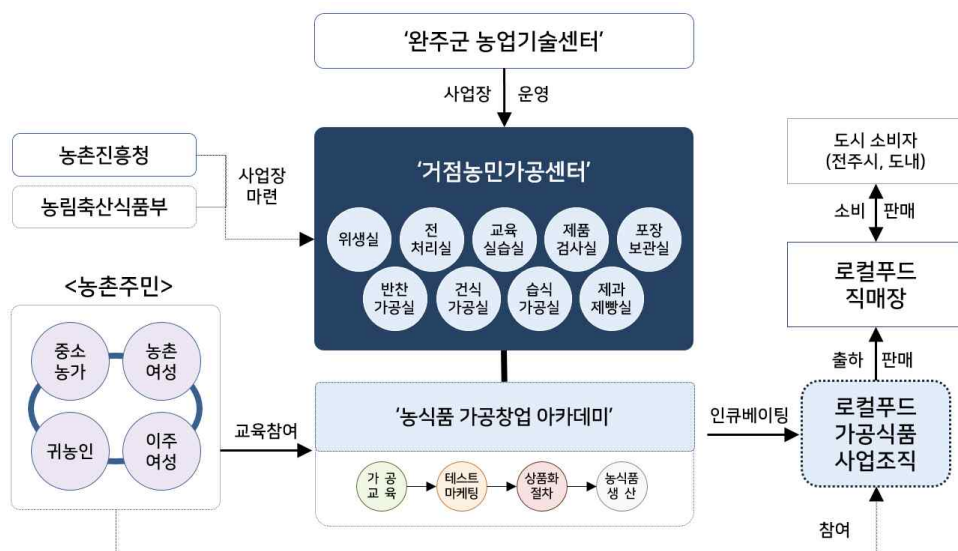 ‘완주군 농업기술센터’
사업장 운영
농촌진흥청
농림축산식품부
사업장
마련
‘거점농민가공센터’
위생실
전
처리실
교육
실습실
제품
검사실
포장
보관실
반찬
가공실
건식
가공실
습식
가공실
제과
제빵실
도시 소비자
(전주시, 도내)
소비 판매
로컬푸드
직매장
출하 판매
로컬푸드
가공식품
사업조직
<농촌주민>
중소
농가
농촌
여성
귀농인
이주
여성
교육참여
‘농식품 가공창업 아카데미’
가 공
교 육
테스트
마케팅
상품화
절차
농식품
생 산
인큐베이팅
참여